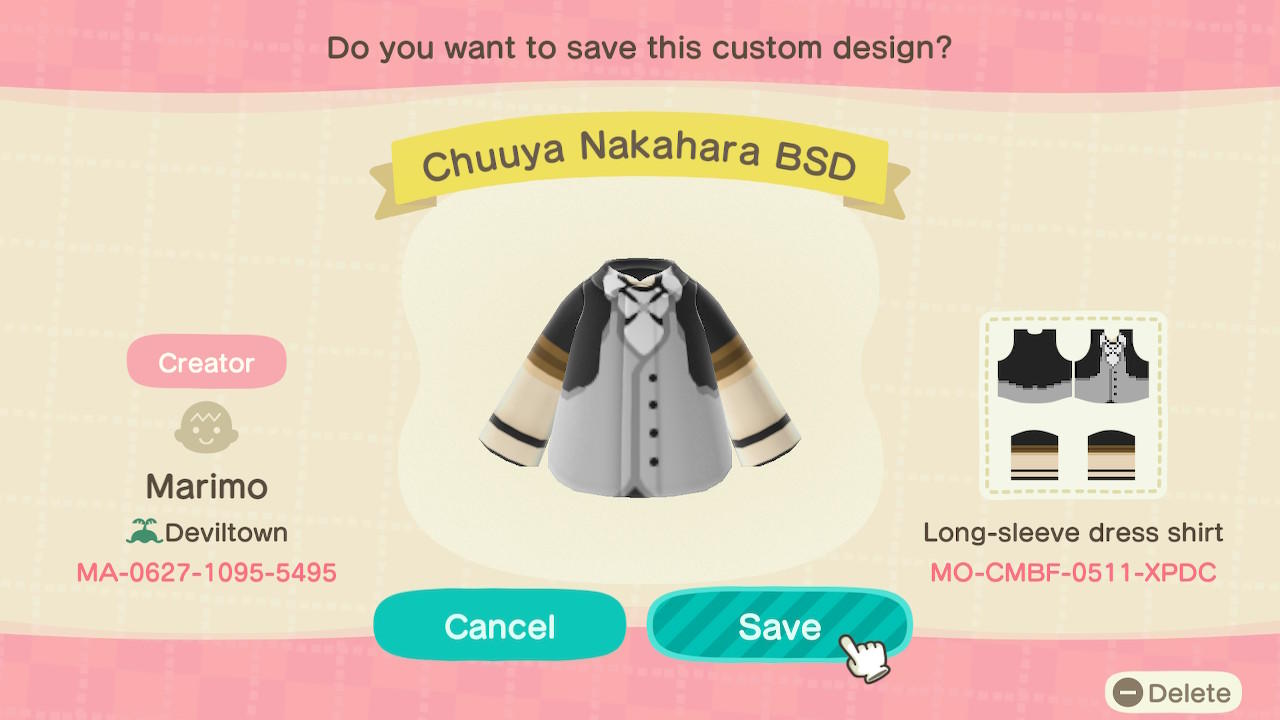 Do you want to save this custom design?
Chuuya Nakahara BSD
Creator
Marimo
Deviltown
MA-0627-1095-5495
Long-sleeve dress shirt
MO-CMBF-0511-XPDC
Cancel
Save
Delete